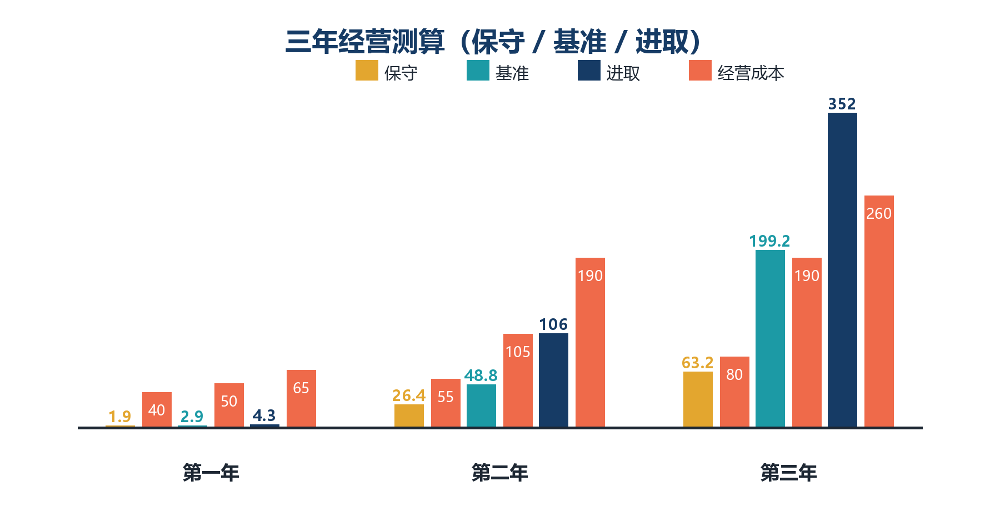 三年经营测算（保守 / 基准 / 进取）
保守 基准 进取 经营成本
1.9 40 2.9 50 4.3 65
26.4 55 48.8 105 106 190
63.2 80 199.2 190 352 260
第一年 第二年 第三年